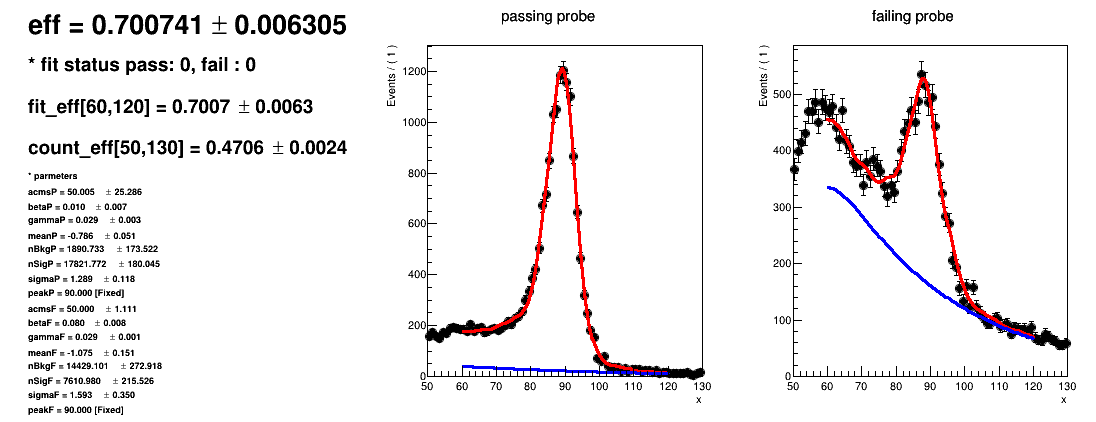 eff = 0.700741 ± 0.006305
* fit status pass: 0, fail : 0
fit_eff[60,120] = 0.7007 ± 0.0063
count_eff[50,130] = 0.4706 ± 0.0024
* parmeters
acmsP = 50.005 ± 25.286
betaP = 0.010 ± 0.007
gammaP = 0.029 ± 0.003
meanP = -0.786 ± 0.051
nBkgP = 1890.733 ± 173.522
nSigP = 17821.772 ± 180.045
sigmaP = 1.289 ± 0.118
peakP = 90.000 [Fixed]
acmsF = 50.000 ± 1.111
betaF = 0.080 ± 0.008
gammaF = 0.029 ± 0.001
meanF = -1.075 ± 0.151
nBkgF = 14429.101 ± 272.918
nSigF = 7610.980 ± 215.526
sigmaF = 1.593 ± 0.350
peakF = 90.000 [Fixed]
passing probe
Events / ( 1 )
1200
1000
800
600
400
200
0
50 60 70 80 90 100 110 120 130
x
failing probe
Events / ( 1 )
500
400
300
200
100
0
50 60 70 80 90 100 110 120 130
x